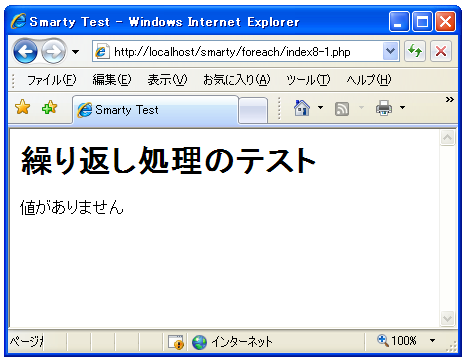 Smarty Test - Windows Internet Explorer
http://localhost/smarty/foreach/index8-1.php
ファイル(F) 編集(E) 表示(V) お気に入り(A) ツール(T) ヘルプ(H)
Smarty Test
繰り返し処理のテスト
値がありません
インターネット 100%